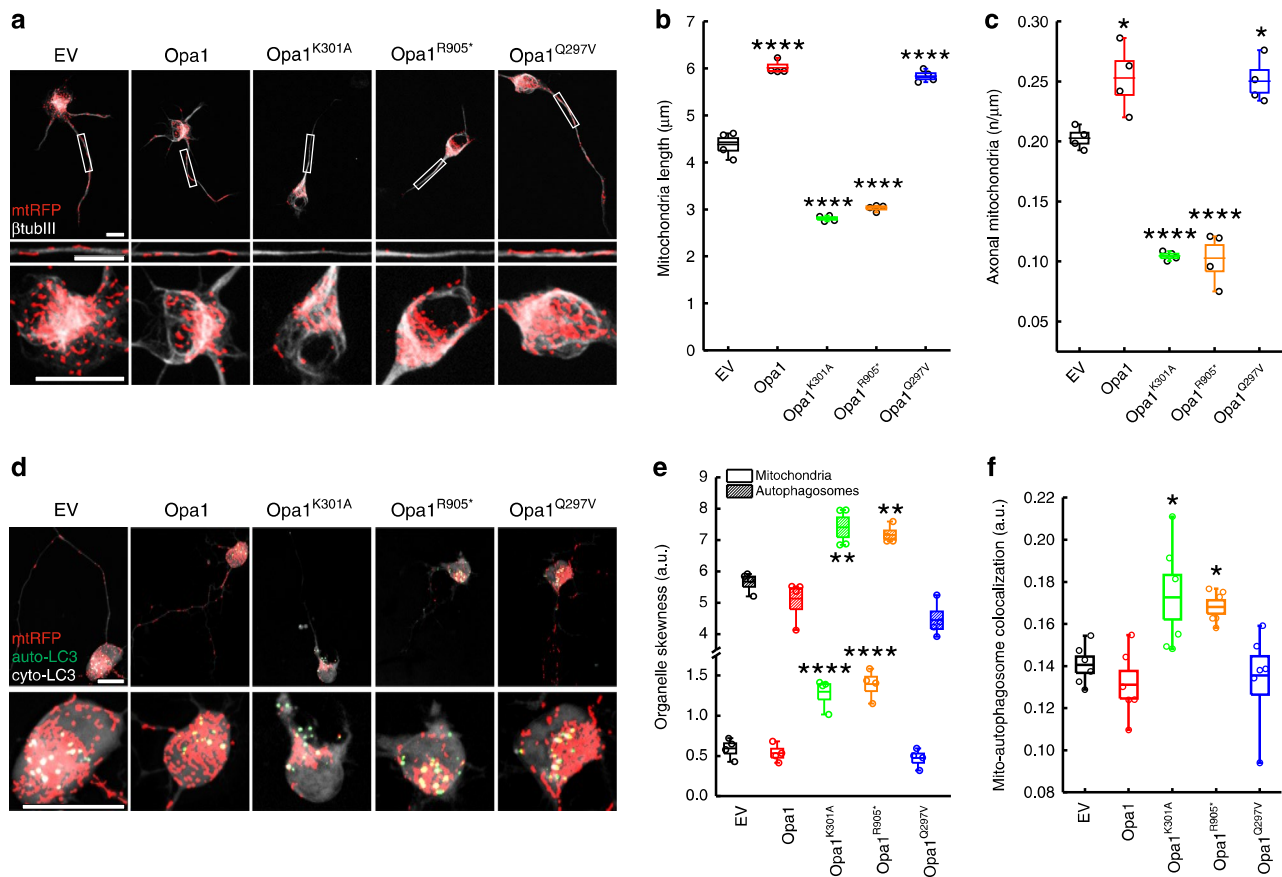 a
EV Opa1 Opa1K301A Opa1R905* Opa1Q297V
mtRFP
βtubIII
b
Mitochondria length (μm)
7
6
5
4
3
2
1
0
****
****
****
****
EV Opa1 Opa1K301A Opa1R905* Opa1Q297V
c
Axonal mitochondria (n/μm)
0.30
0.25
0.20
0.15
0.10
0.05
*
****
****
*
EV Opa1 Opa1K301A Opa1R905* Opa1Q297V
d
EV Opa1 Opa1K301A Opa1R905* Opa1Q297V
mtRFP
auto-LC3
cyto-LC3
e
Organelle skewness (a.u.)
9
8
7
6
5
4
1.5
1.0
0.5
0.0
Mitochondria
Autophagosomes
**
**
****
****
EV Opa1 Opa1K301A Opa1R905* Opa1Q297V
f
Mito-autophagosome colocalization (a.u.)
0.22
0.20
0.18
0.16
0.14
0.12
0.10
0.08
*
*
EV Opa1 Opa1K301A Opa1R905* Opa1Q297V